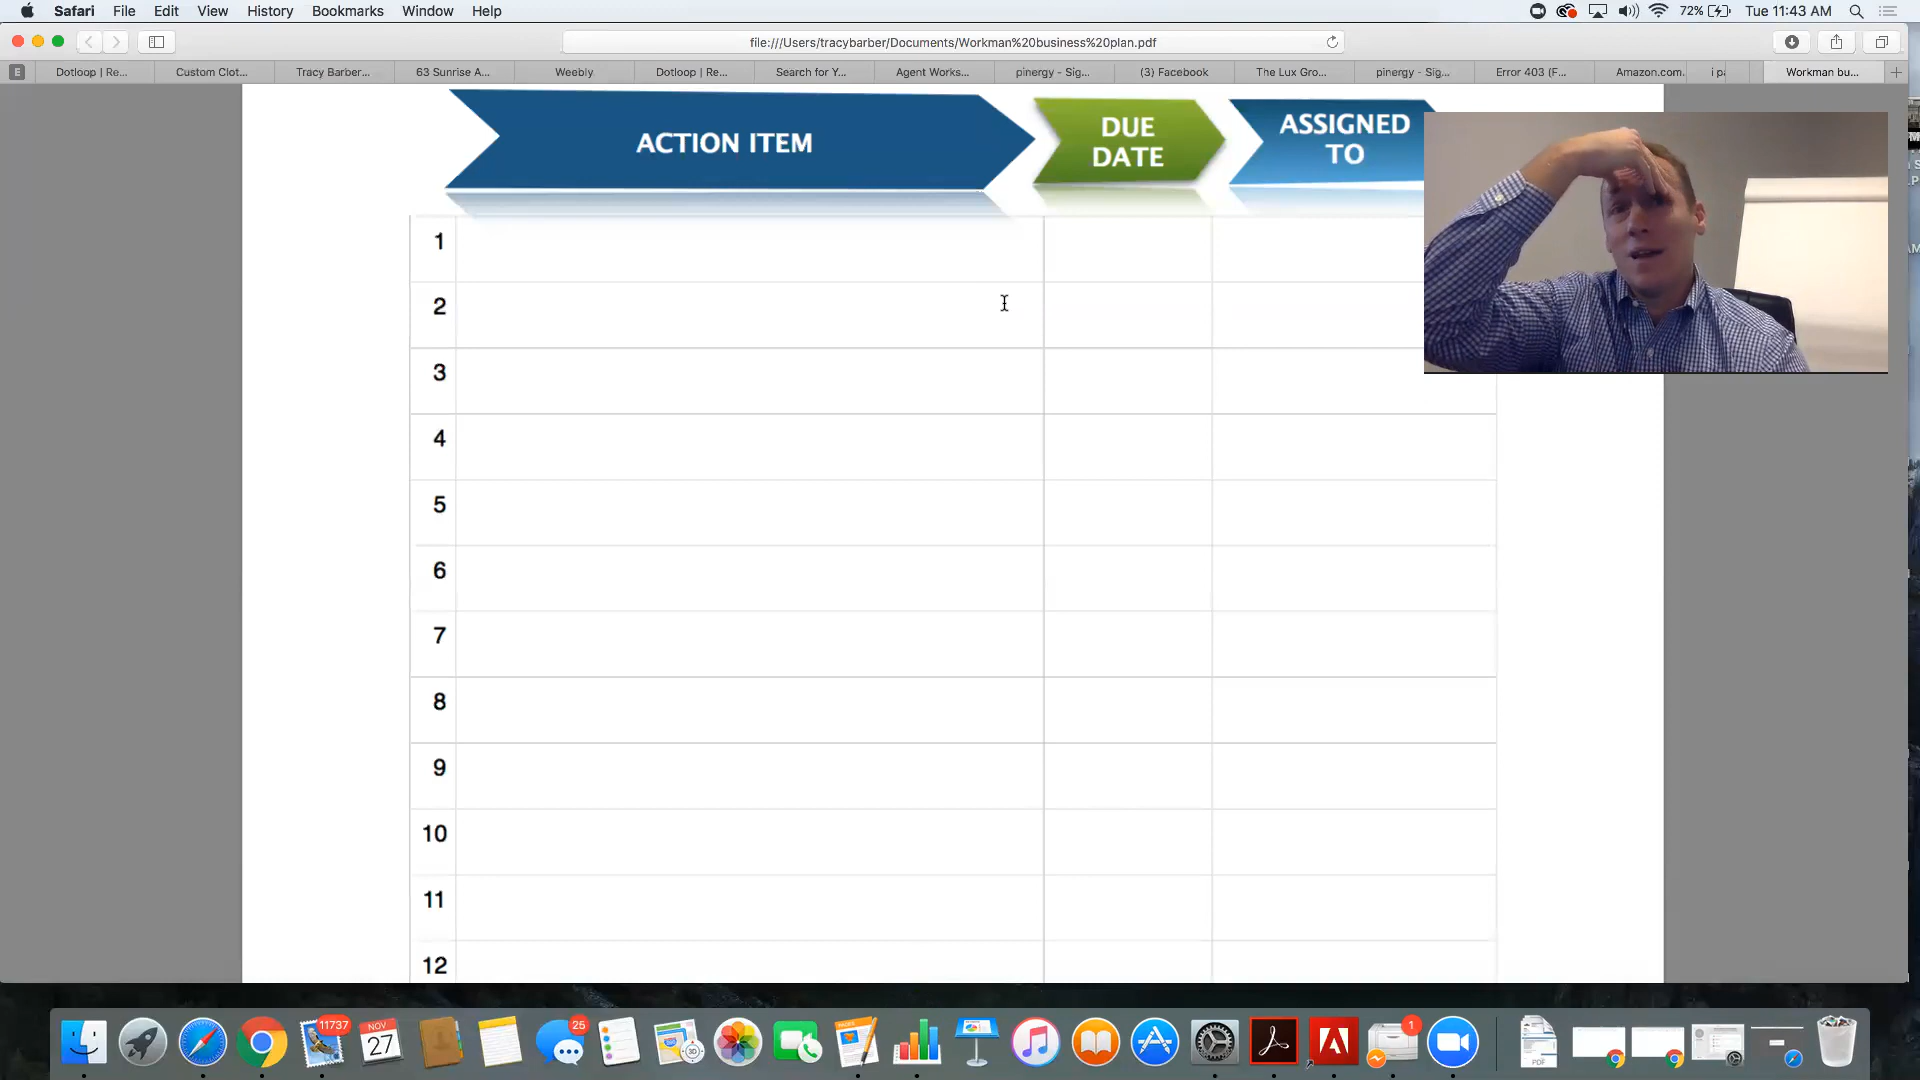 Safari File Edit View History Bookmarks Window Help 72% Tue 11:43 AM
file:///Users/tracybarber/Documents/Workman%20business%20plan.pdf
E Dotloop | Re... Custom Clot... Tracy Barber... 63 Sunrise A... Weebly Dotloop | Re... Search for Y... Agent Works... pinergy - Sig... (3) Facebook The Lux Gro... pinergy - Sig... Error 403 (F... Amazon.com. Workman bu...
ACTION ITEM
DUE
DATE
ASSIGNED
TO
1
2
3
4
5
6
7
8
9
10
11
12
11737
NOV
27
25
PAGES
1
PDF